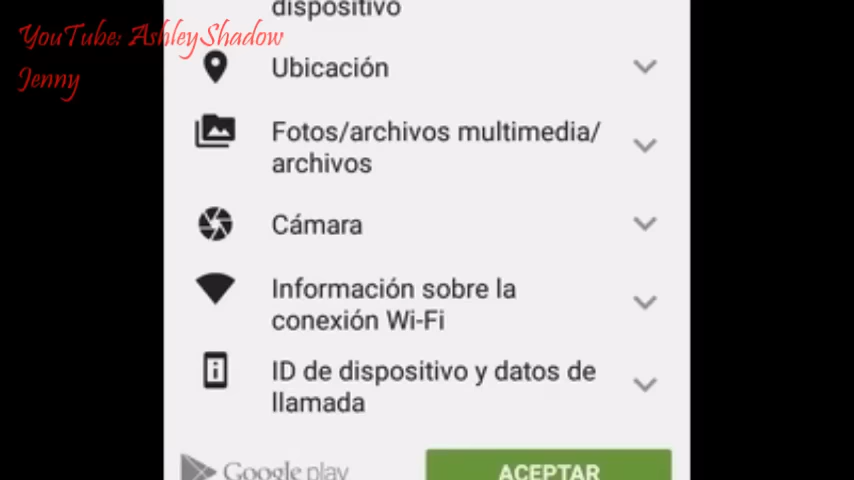 dispositivo
YouTube: AshleyShadow
Jenny
Ubicación
Fotos/archivos multimedia/
archivos
Cámara
Información sobre la
conexión Wi-Fi
ID de dispositivo y datos de
llamada
Google play
ACEPTAR